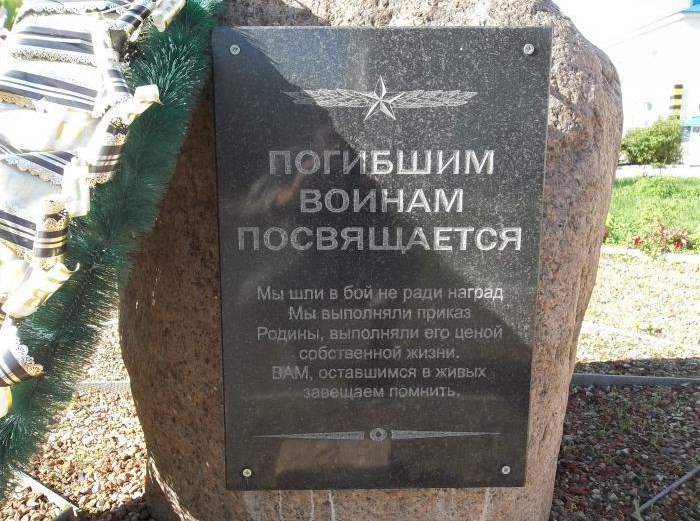 ПОГИБШИМ
ВОИНАМ
ПОСВЯЩАЕТСЯ
Мы шли в бой не ради наград
Мы выполняли приказ
Родины, выполняли его ценой
собственной жизни.
ВАМ, оставшимся в живых
завещаем помнить.